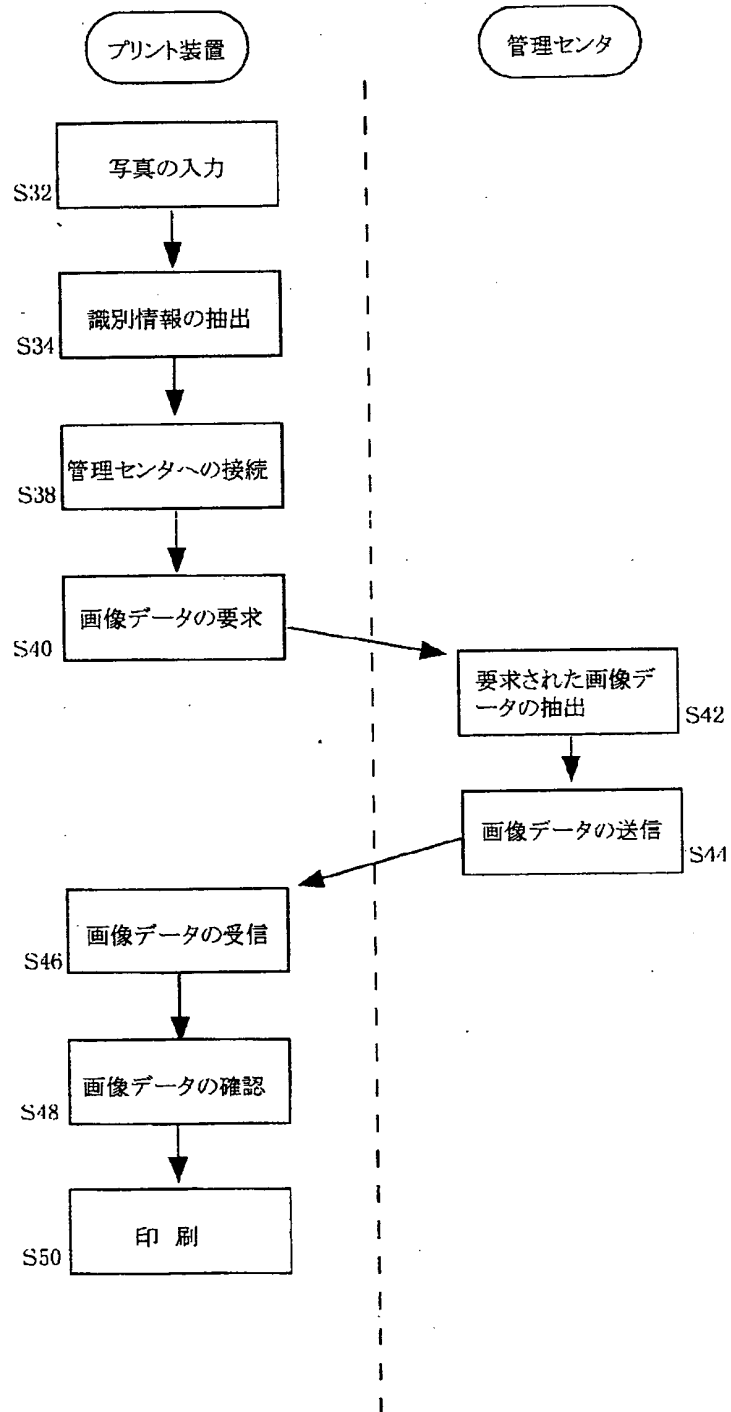 プリント装置
管理センタ
写真の入力
S32
識別情報の抽出
S34
管理センタへの接続
S38
画像データの要求
S40
要求された画像デ
ータの抽出
S42
画像データの送信
S44
画像データの受信
S46
画像データの確認
S48
印 刷
S50